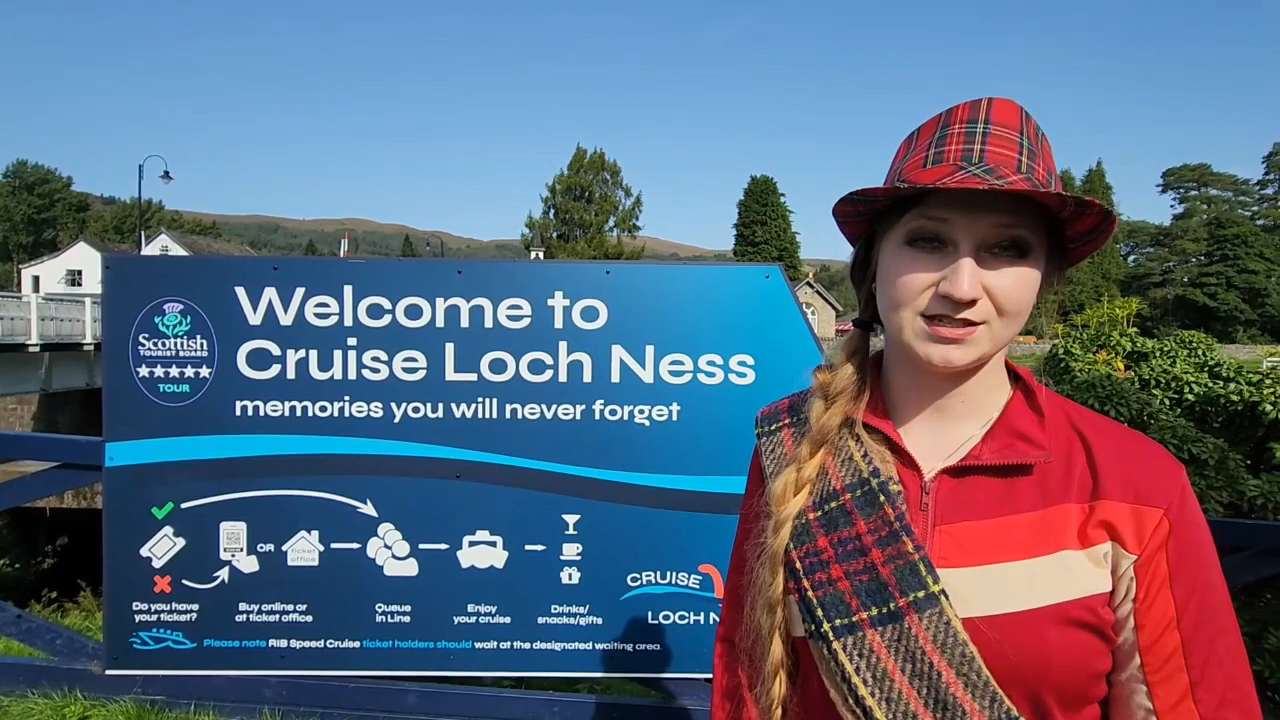 Welcome to
Cruise Loch Ness
memories you will never forget
Scottish
TOURIST BOARD
TOUR
OR
ticket
office
Do you have
your ticket?
Buy online or
at ticket office
Queue
in Line
Enjoy
your cruise
Drinks/
snacks/gifts
CRUISE
LOCH N
Please note RIB Speed Cruise ticket holders should wait at the designated waiting area.